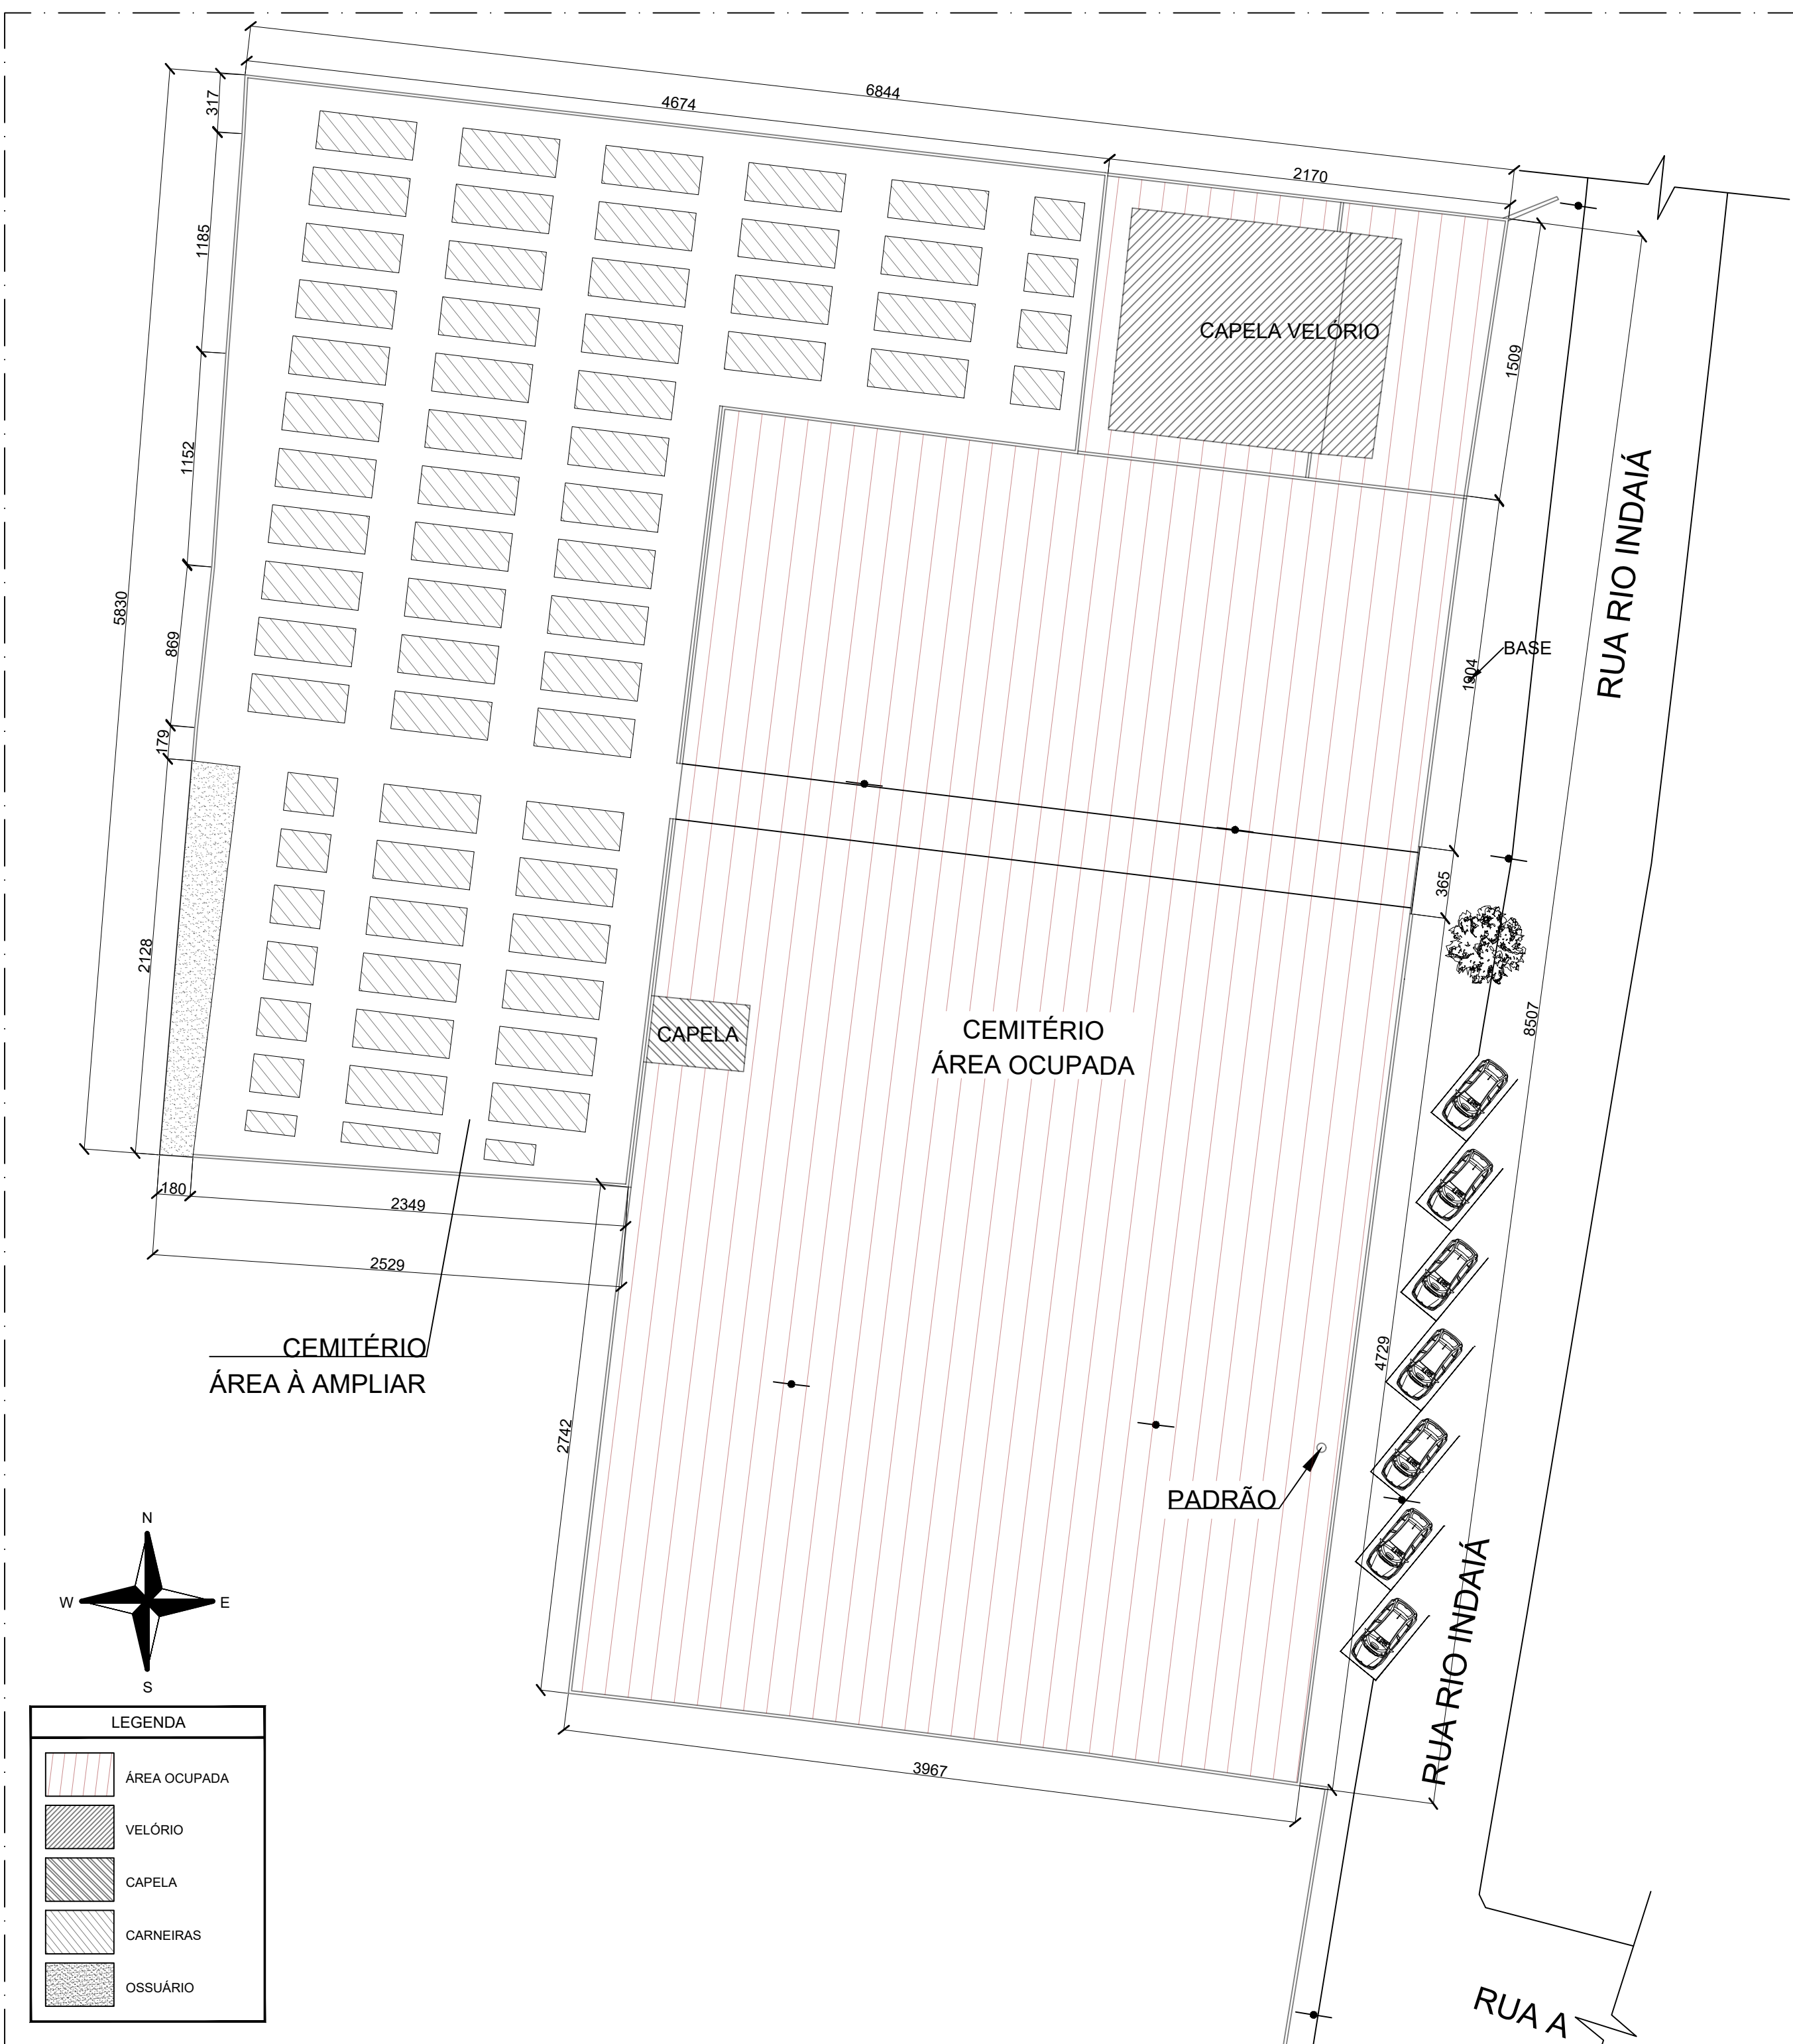 6844
4674
2170
317
1185
1152
869
179
5830
2128
CAPELA VELÓRIO
1509
RUA RIO INDAIÁ
BASE
1904
365
8507
CAPELA
CEMITÉRIO
ÁREA OCUPADA
180
2349
2529
CEMITÉRIO
ÁREA À AMPLIAR
4729
2742
PADRÃO
RUA RIO INDAIÁ
3967
N
W
E
S
LEGENDA
ÁREA OCUPADA
VELÓRIO
CAPELA
CARNEIRAS
OSSUÁRIO
RUA A